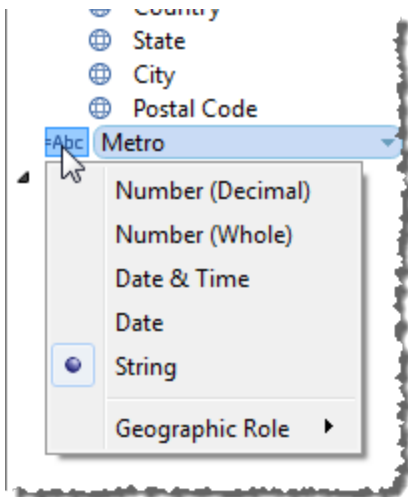 Country
State
City
Postal Code
=Abc Metro
Number (Decimal)
Number (Whole)
Date & Time
Date
String
Geographic Role